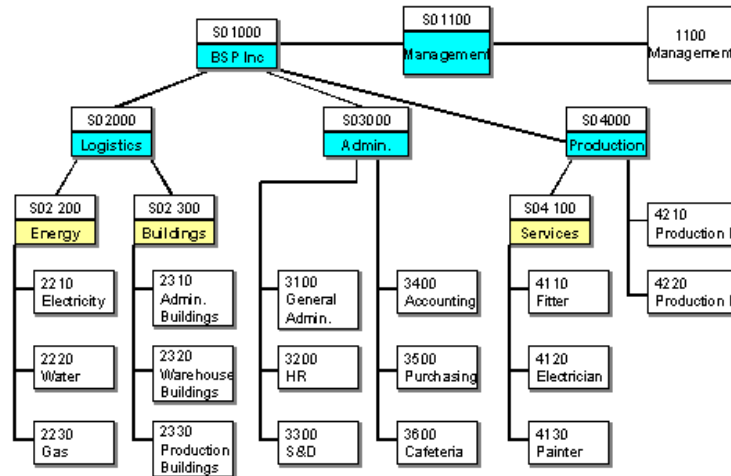 S01000
BSP Inc
S01100
Management
1100
Management
S02000
Logistics
S03000
Admin.
S04000
Production
S02 200
Energy
S02 300
Buildings
S04 100
Services
4210
Production
4220
Production
2210
Electricity
2310
Admin.
Buildings
3100
General
Admin.
3400
Accounting
4110
Fitter
2220
Water
2320
Warehouse
Buildings
3200
HR
3500
Purchasing
4120
Electrician
2230
Gas
2330
Production
Buildings
3300
S&D
3600
Cafeteria
4130
Painter